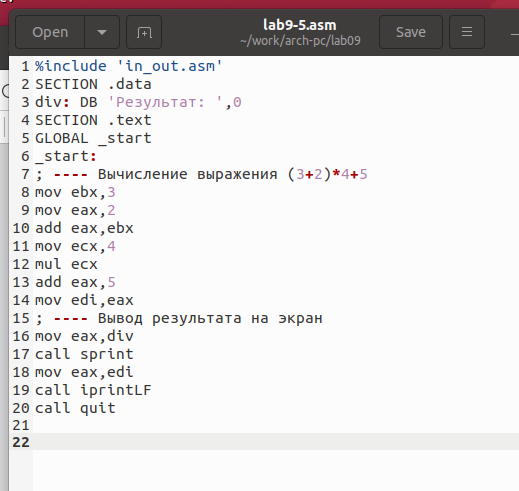 lab9-5.asm
Open
~/work/arch-pc/lab09
Save
1 %include 'in_out.asm'
2 SECTION .data
3 div: DB 'Результат: ',0
4 SECTION .text
5 GLOBAL _start
6 _start:
7 ; ---- Вычисление выражения (3+2)*4+5
8 mov ebx,3
9 mov eax,2
10 add eax,ebx
11 mov ecx,4
12 mul ecx
13 add eax,5
14 mov edi,eax
15 ; ---- Вывод результата на экран
16 mov eax,div
17 call sprint
18 mov eax,edi
19 call iprintLF
20 call quit
21
22